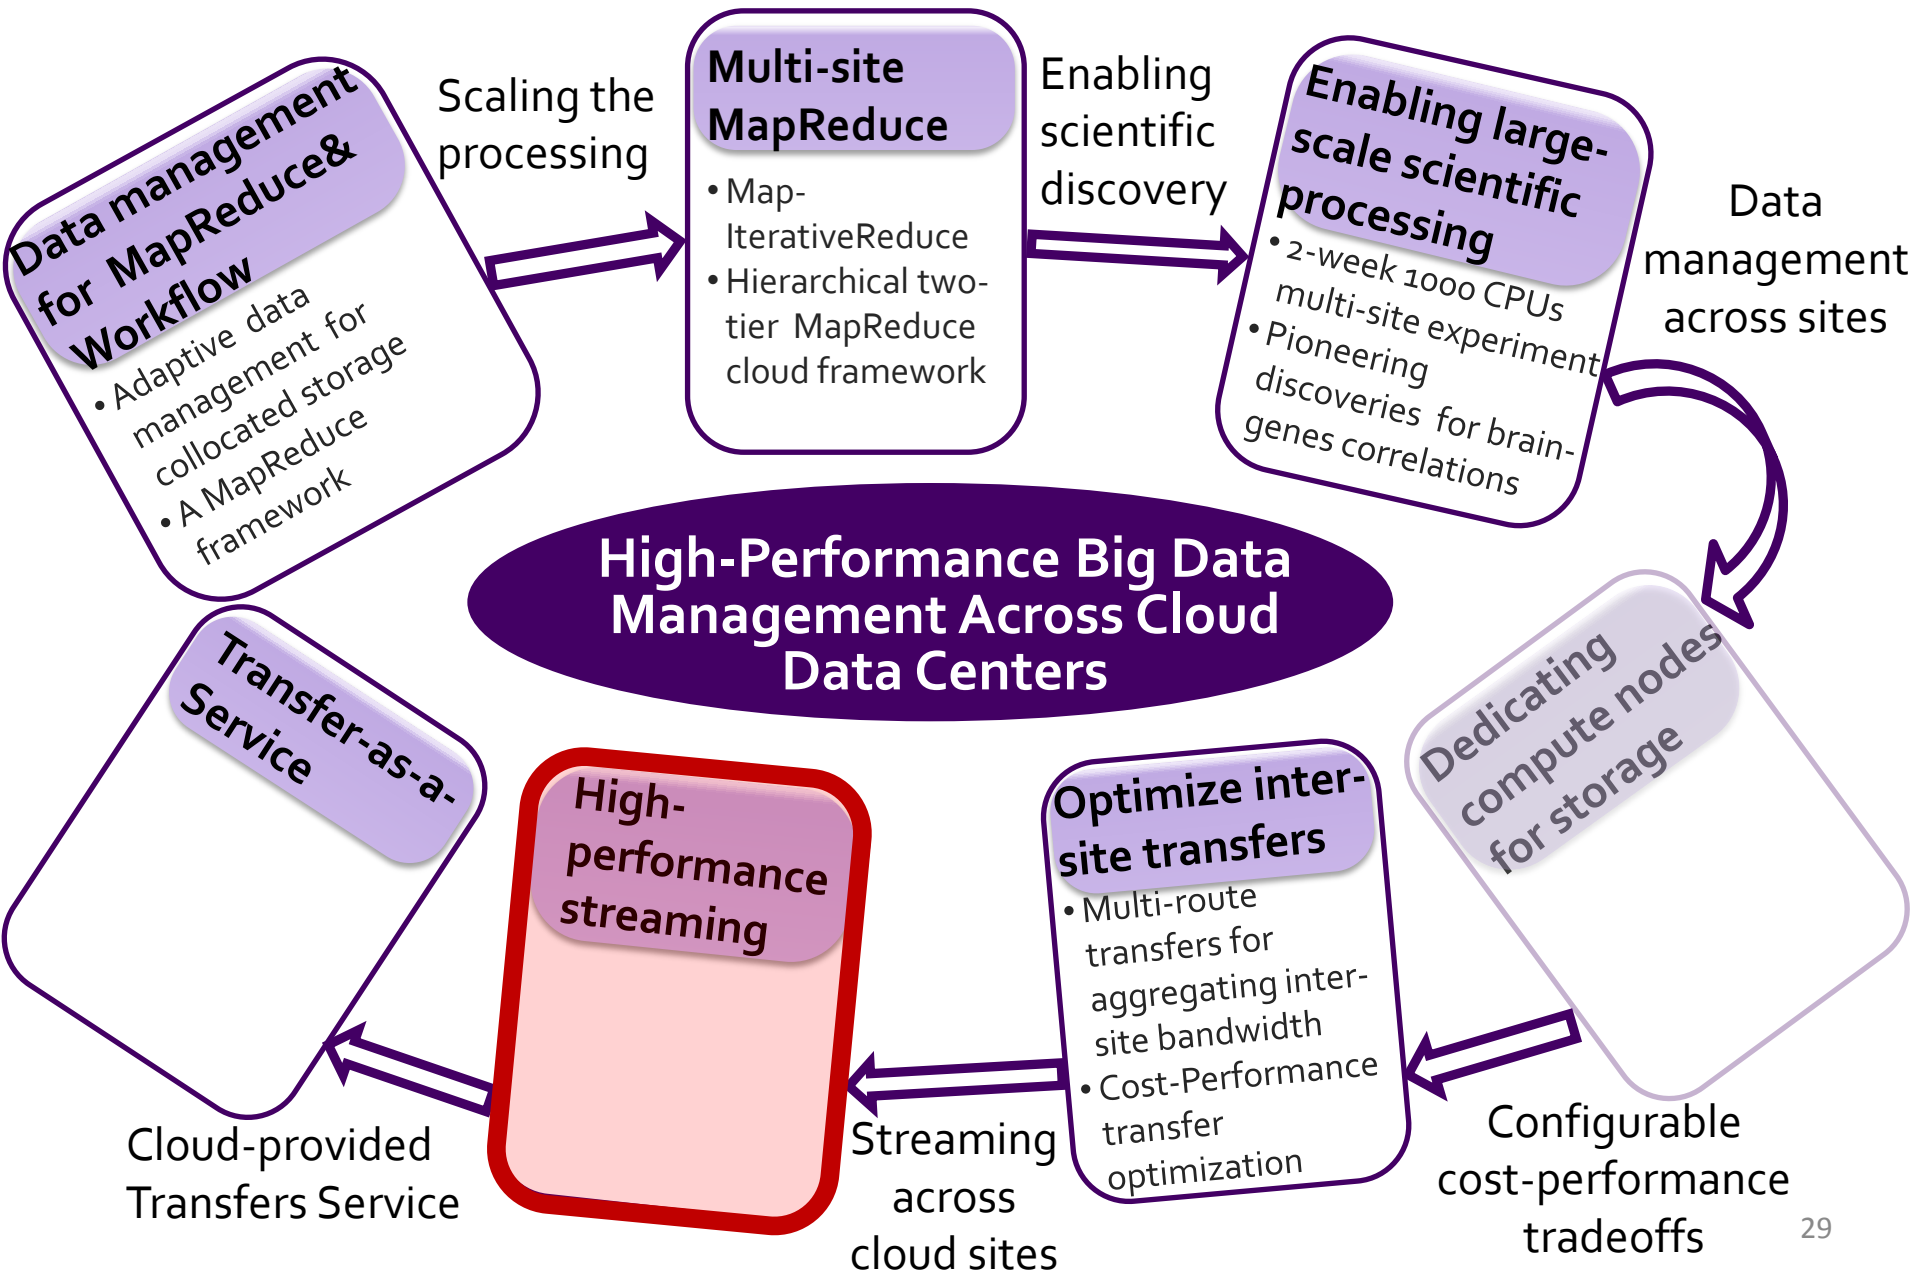 Data management
for MapReduce&
Workflow
• Adaptive data
management for
collocated storage
• A MapReduce
framework
Scaling the
processing
Multi-site
MapReduce
• Map-
IterativeReduce
• Hierarchical two-
tier MapReduce
cloud framework
Enabling
scientific
discovery
Enabling large-
scale scientific
processing
• 2-week 1000 CPUs
multi-site experiment
• Pioneering
discoveries for brain-
genes correlations
Data
management
across sites
High-Performance Big Data
Management Across Cloud
Data Centers
Dedicating
compute nodes
for storage
Configurable
cost-performance
tradeoffs
Optimize inter-
site transfers
• Multi-route
transfers for
aggregating inter-
site bandwidth
• Cost-Performance
transfer
optimization
Streaming
across
cloud sites
High-
performance
streaming
Cloud-provided
Transfers Service
Transfer-as-a-
Service
29